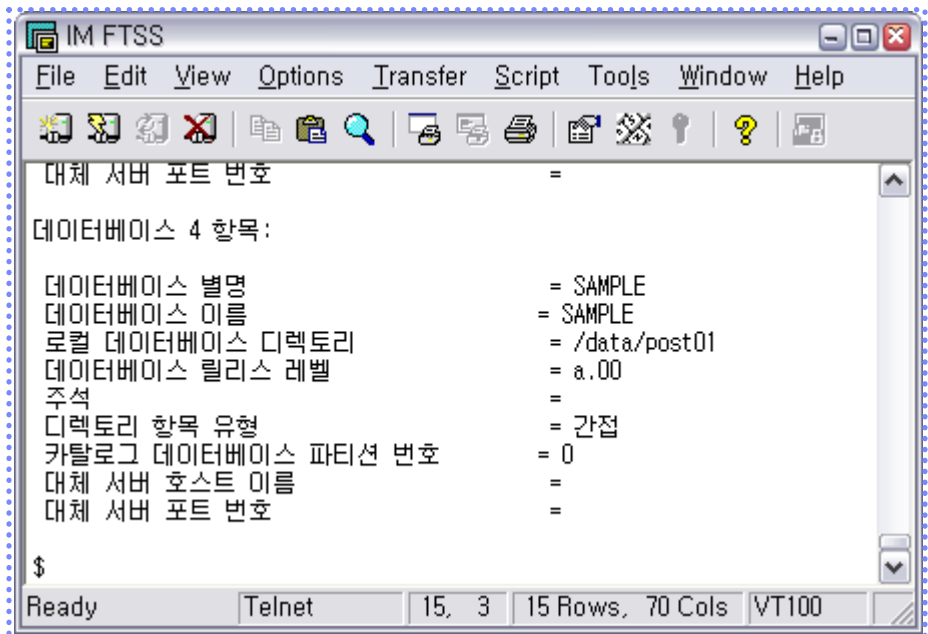 IM FTSS
File Edit View Options Transfer Script Tools Window Help
대체 서버 포트 번호 =
데이터베이스 4 항목:
데이터베이스 별명 = SAMPLE
데이터베이스 이름 = SAMPLE
로컬 데이터베이스 디렉토리 = /data/post01
데이터베이스 릴리스 레벨 = a.00
주석 =
디렉토리 항목 유형 = 간접
카탈로그 데이터베이스 파티션 번호 = 0
대체 서버 호스트 이름 =
대체 서버 포트 번호 =
$
Ready Telnet 15, 3 15 Rows, 70 Cols VT100